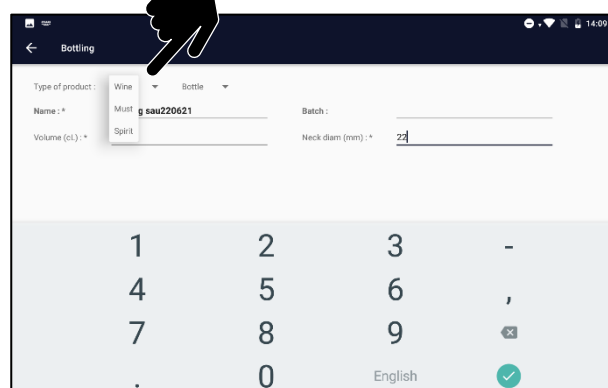 14:09
Bottling
Type of product : Wine Bottle
Must
Spirit
Name : * g sau220621 Batch :
Volume (cl.) : * Neck diam (mm) : * 22
1 2 3 -
4 5 6 ,
7 8 9
. 0 English